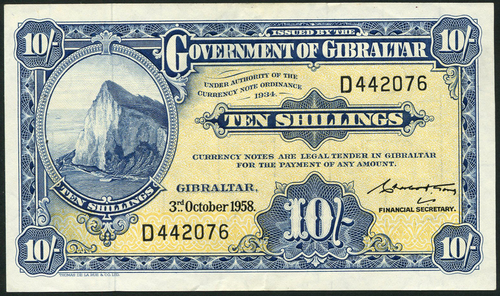 10/-
10/-
ISSUED BY THE
GOVERNMENT OF GIBRALTAR
UNDER AUTHORITY OF THE
CURRENCY NOTE ORDINANCE
1934.
D442076
TEN SHILLINGS
CURRENCY NOTES ARE LEGAL TENDER IN GIBRALTAR
FOR THE PAYMENT OF ANY AMOUNT.
TEN SHILLINGS
GIBRALTAR,
3rd October 1958.
D442076
10/-
FINANCIAL SECRETARY.
10/-
10/-
THOMAS DE LA RUE & CO. LTD.